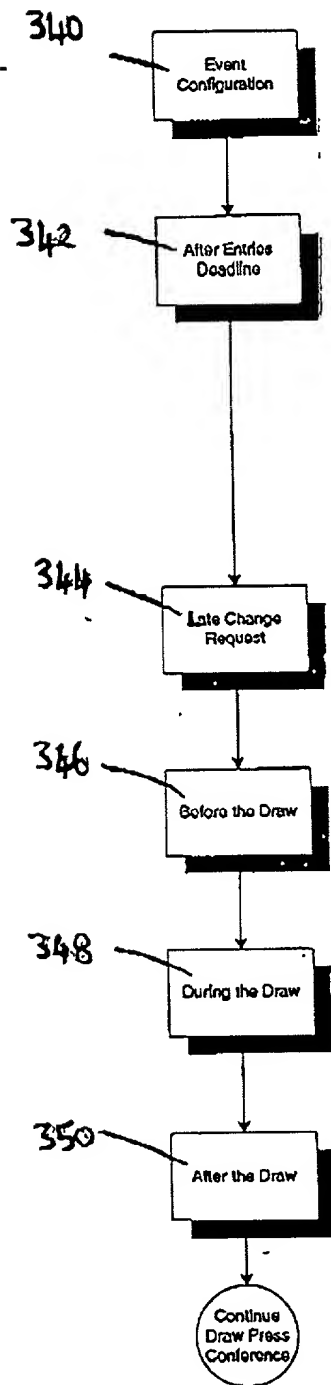 340
Event
Configuration
342
After Entries
Deadline
344
Late Change
Request
346
Before the Draw
348
During the Draw
350
After the Draw
Continue
Draw Press
Conference